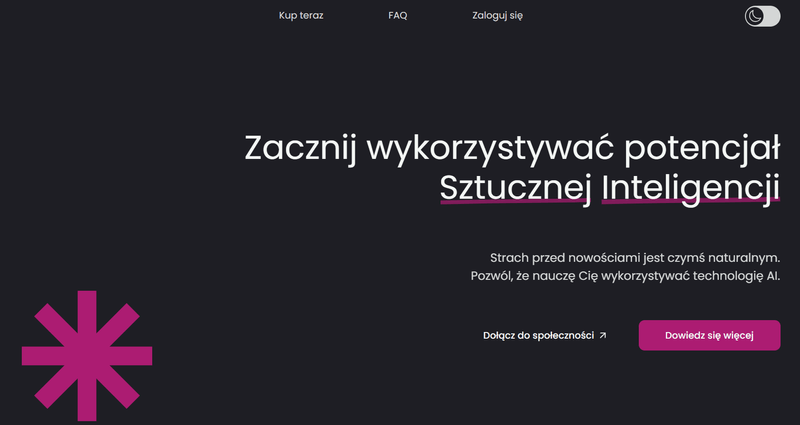 Kup teraz
FAQ
Zaloguj się
Zacznij wykorzystywać potencjał
Sztucznej Inteligencji
Strach przed nowościami jest czymś naturalnym.
Pozwól, że nauczę Cię wykorzystywać technologię AI.
Dołącz do społeczności
Dowiedz się więcej